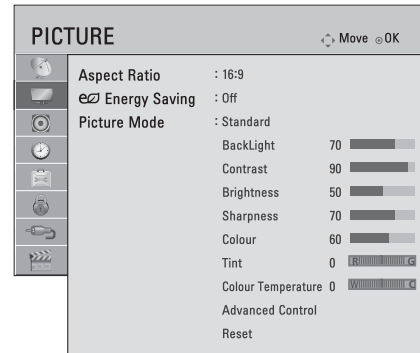 PICTURE Move OK
Aspect Ratio : 16:9
Energy Saving : Off
Picture Mode : Standard
BackLight 70
Contrast 90
Brightness 50
Sharpness 70
Colour 60
Tint 0 R G
Colour Temperature 0 W C
Advanced Control
Reset